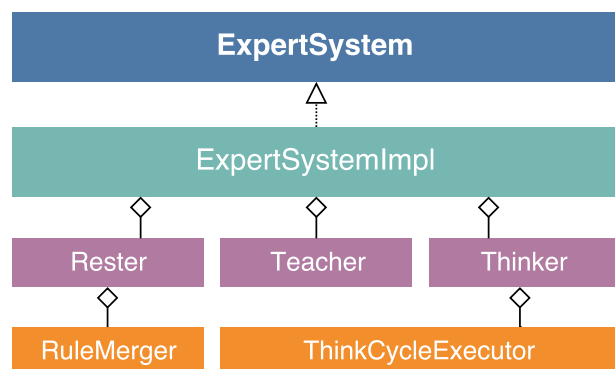 ExpertSystem
ExpertSystemImpl
Rester
Teacher
Thinker
RuleMerger
ThinkCycleExecutor